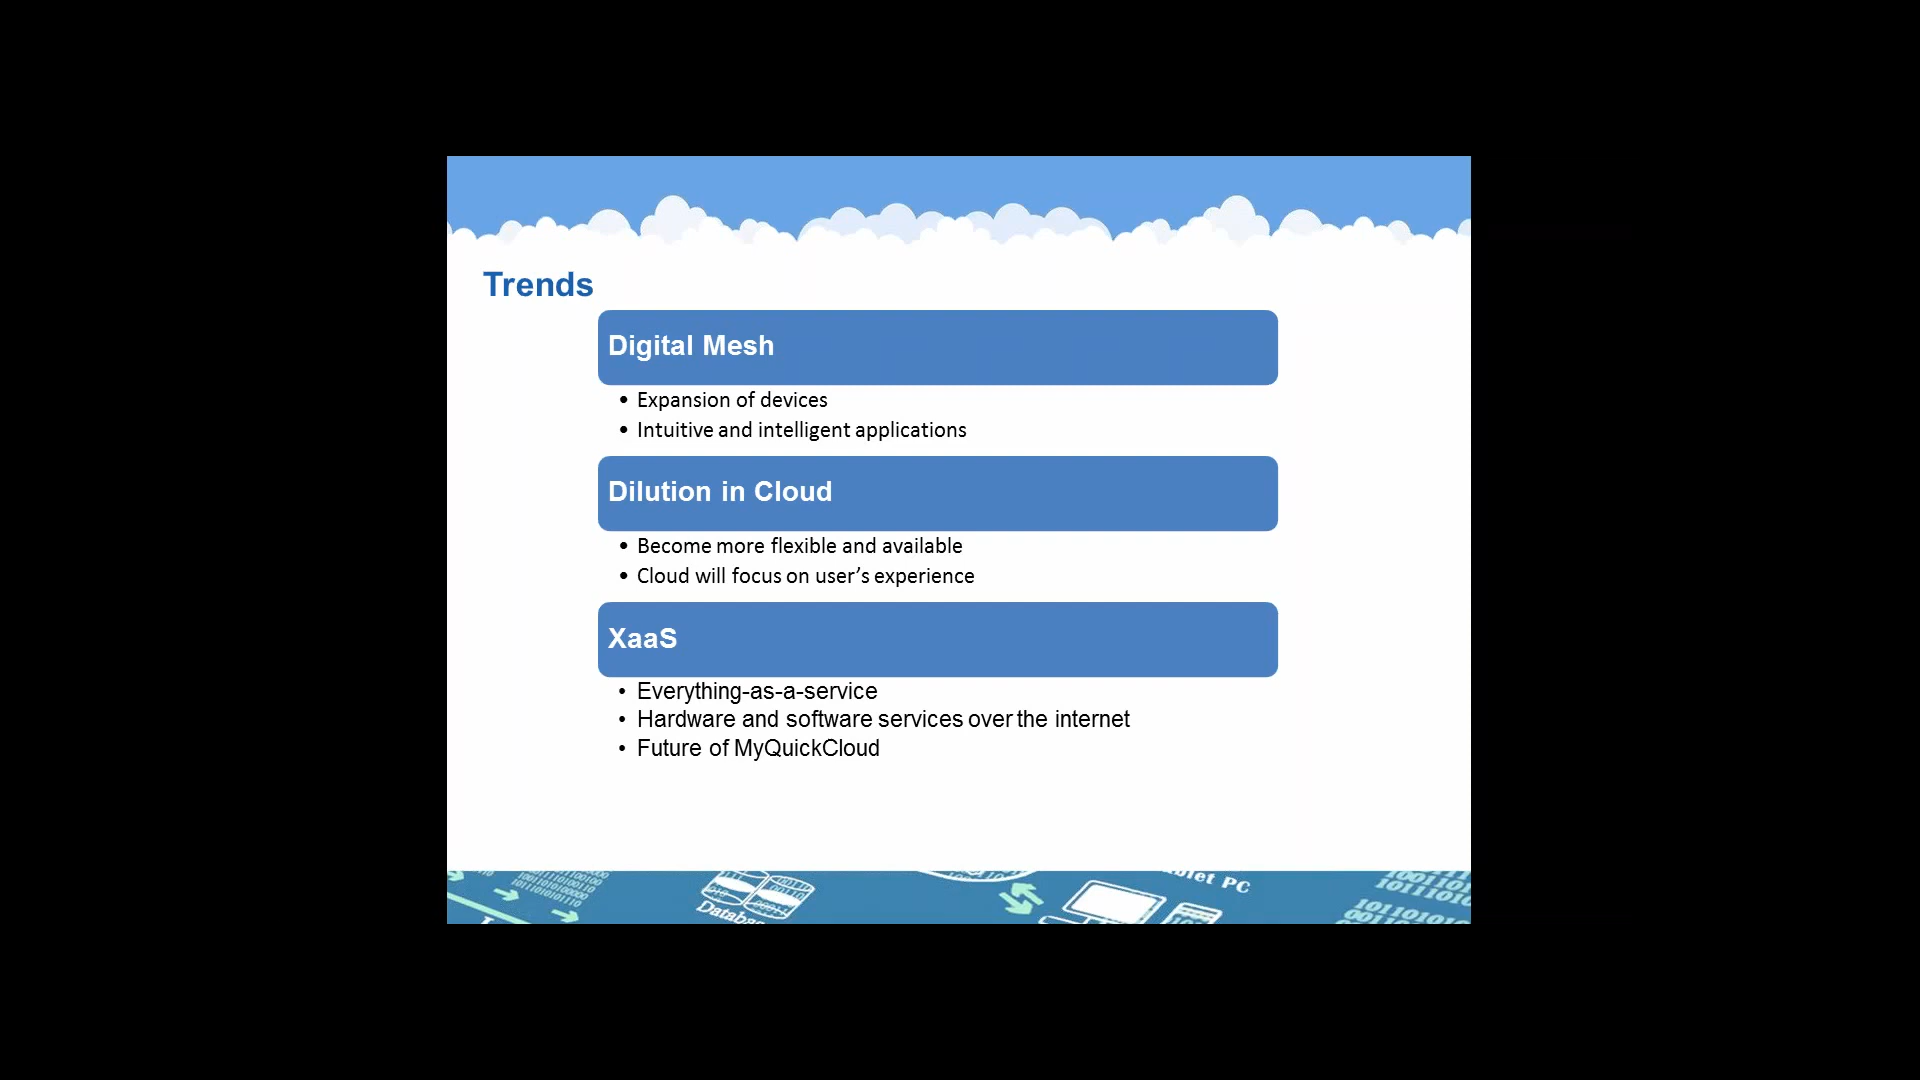 Trends
Digital Mesh
• Expansion of devices
• Intuitive and intelligent applications
Dilution in Cloud
• Become more flexible and available
• Cloud will focus on user’s experience
XaaS
• Everything-as-a-service
• Hardware and software services over the internet
• Future of MyQuickCloud
PC